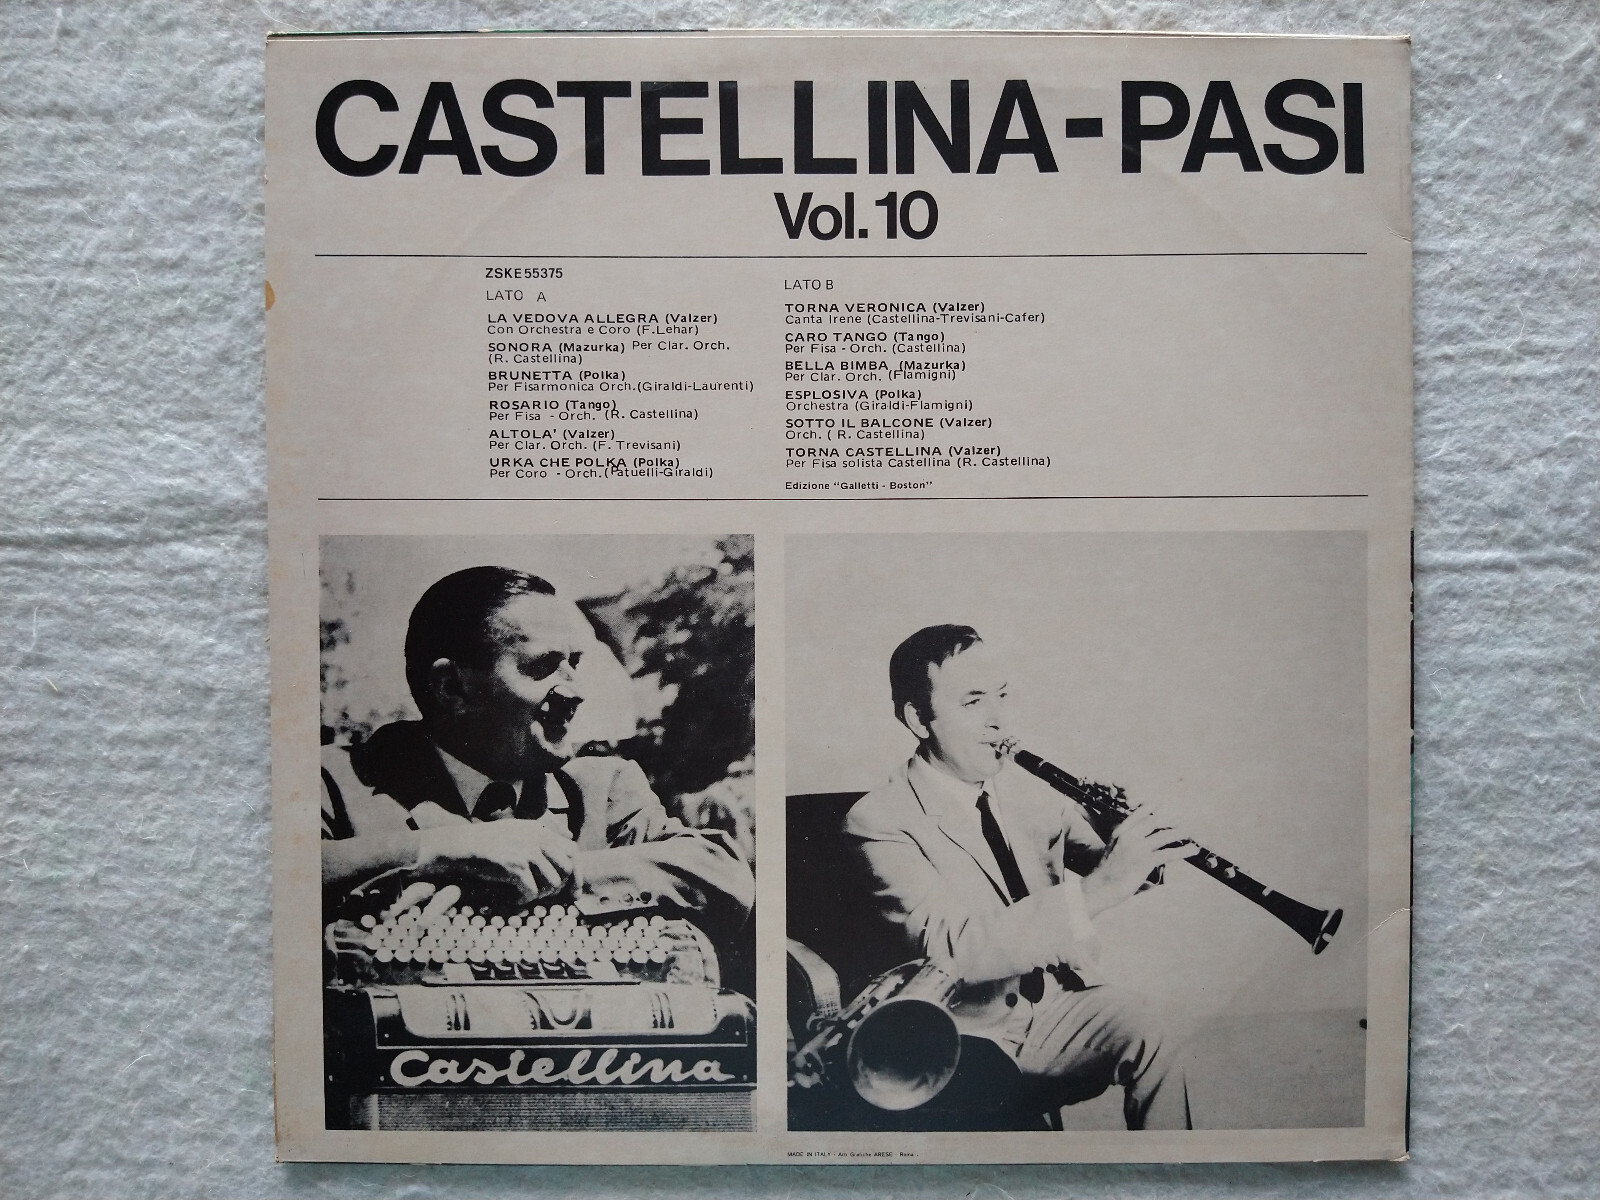 CASTELLINA-PASI
Vol. 10
ZSKE55375
LATO A
LA VEDOVA ALLEGRA (Valzer)
Con Orchestra e Coro (F.Lehar)
SONORA (Mazurka) Per Clar. Orch.
(R. Castellina)
BRUNETTA (Polka)
Per Fisarmonica Orch.(Giraldi-Laurenti)
ROSARIO (Tango)
Per Fisa - Orch. (R. Castellina)
ALTOLA' (Valzer)
Per Clar. Orch. (F. Trevisani)
URKA CHE POLKA (Polka)
Per Coro - Orch.(Patuelli-Giraldi)
LATO B
TORNA VERONICA (Valzer)
Canta Irene (Castellina-Trevisani-Cafer)
CARO TANGO (Tango)
Per Fisa - Orch. (Castellina)
BELLA BIMBA (Mazurka)
Per Clar. Orch. (Flamigni)
ESPLOSIVA (Polka)
Orchestra (Giraldi-Flamigni)
SOTTO IL BALCONE (Valzer)
Orch. ( R. Castellina)
TORNA CASTELLINA (Valzer)
Per Fisa solista Castellina (R. Castellina)
Edizione "Galletti - Boston"
Castellina
MADE IN ITALY - Arti Grafiche ARESE - Roma -